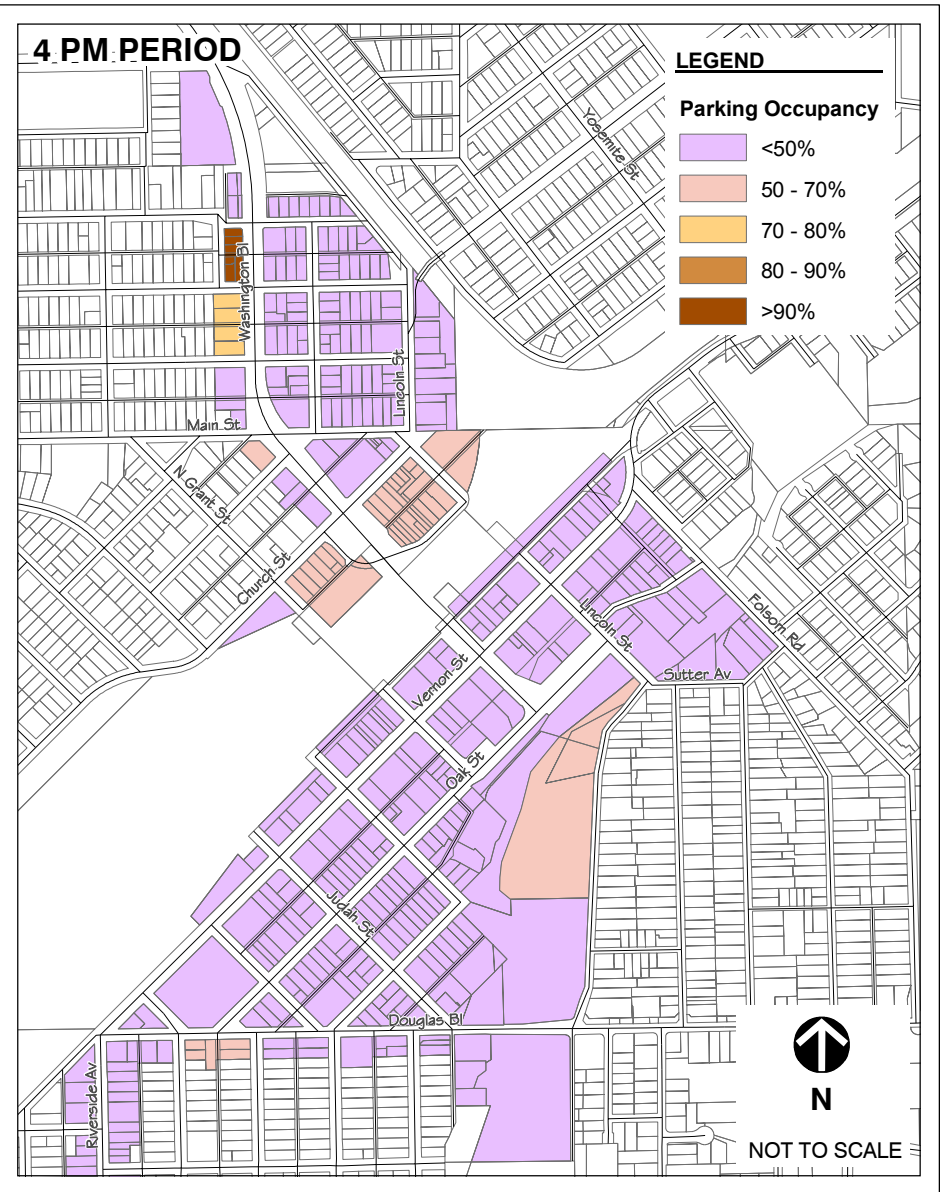 4 PM PERIOD
LEGEND
Parking Occupancy
<50%
50 - 70%
70 - 80%
80 - 90%
>90%
Yosemite St
Washington Bl
Lincoln St
Main St
N Grant St
Church St
Lincoln St
Folsom Rd
Sutter Av
Vernon St
Oak St
Judah St
Douglas Bl
Riverside Av
N
NOT TO SCALE